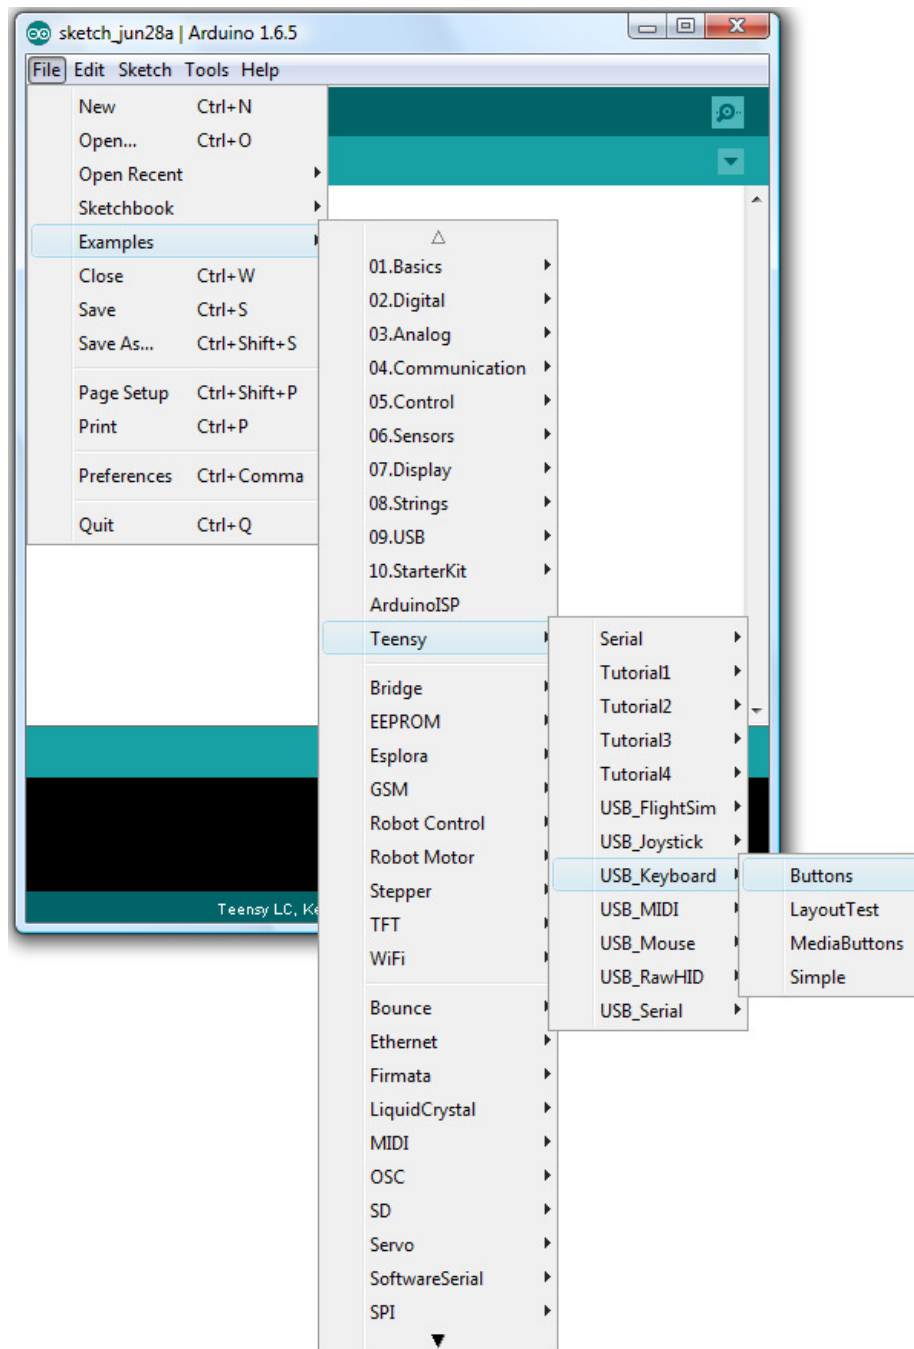 sketch_jun28a | Arduino 1.6.5
File Edit Sketch Tools Help
New Ctrl+N
Open... Ctrl+O
Open Recent
Sketchbook
Examples
Close Ctrl+W
Save Ctrl+S
Save As... Ctrl+Shift+S
Page Setup Ctrl+Shift+P
Print Ctrl+P
Preferences Ctrl+Comma
Quit Ctrl+Q
01.Basics
02.Digital
03.Analog
04.Communication
05.Control
06.Sensors
07.Display
08.Strings
09.USB
10.StarterKit
ArduinoISP
Teensy
Bridge
EEPROM
Esplora
GSM
Robot Control
Robot Motor
Stepper
TFT
WiFi
Bounce
Ethernet
Firmata
LiquidCrystal
MIDI
OSC
SD
Servo
SoftwareSerial
SPI
Serial
Tutorial1
Tutorial2
Tutorial3
Tutorial4
USB_FlightSim
USB_Joystick
USB_Keyboard
USB_MIDI
USB_Mouse
USB_RawHID
USB_Serial
Buttons
LayoutTest
MediaButtons
Simple
Teensy LC, Ke